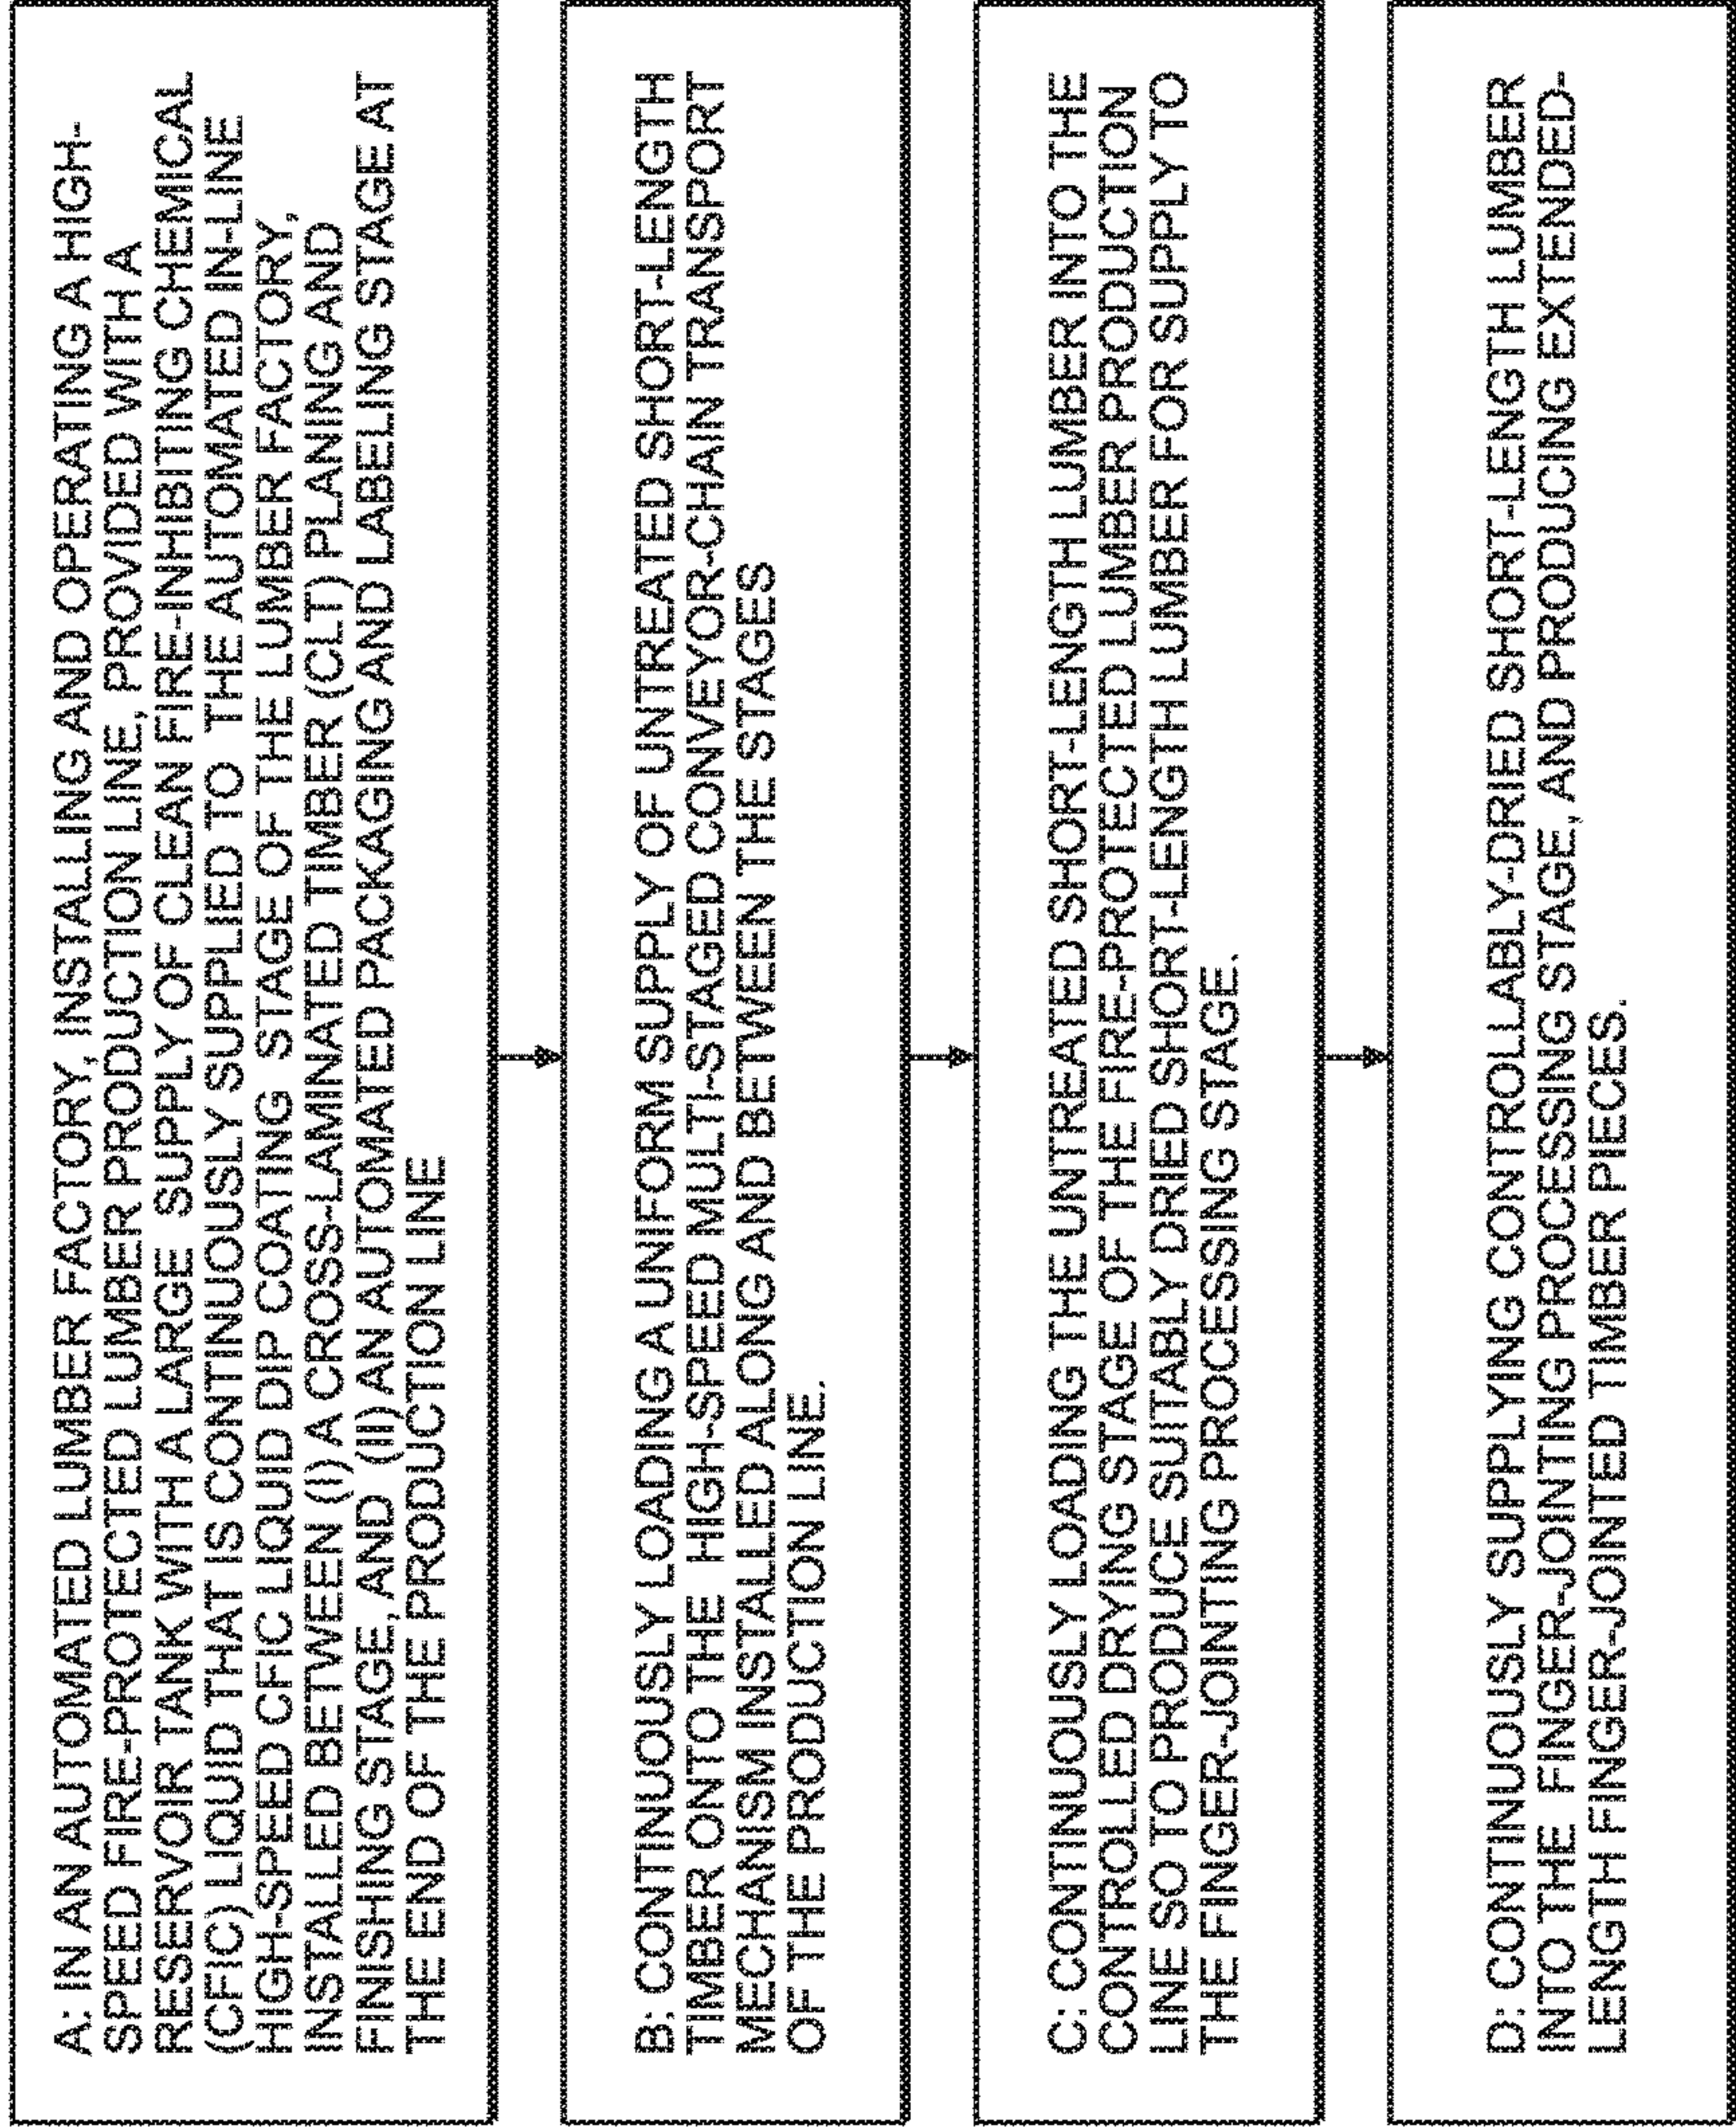 A: IN AN AUTOMATED LUMBER FACTORY, INSTALLING AND OPERATING A HIGH-
SPEED FIRE-PROTECTED LUMBER PRODUCTION LINE, PROVIDED WITH A
RESERVOIR TANK WITH A LARGE SUPPLY OF CLEAN FIRE-INHIBITING CHEMICAL
(CFIC) LIQUID THAT IS CONTINUOUSLY SUPPLIED TO THE AUTOMATED IN-LINE
HIGH-SPEED CFIC LIQUID DIP COATING STAGE OF THE LUMBER FACTORY,
INSTALLED BETWEEN (I) A CROSS-LAMINATED TIMBER (CLT) PLANING AND
FINISHING STAGE, AND (II) AN AUTOMATED PACKAGING AND LABELING STAGE AT
THE END OF THE PRODUCTION LINE
B: CONTINUOUSLY LOADING A UNIFORM SUPPLY OF UNTREATED SHORT-LENGTH
TIMBER ONTO THE HIGH-SPEED MULTI-STAGED CONVEYOR-CHAIN TRANSPORT
MECHANISM INSTALLED ALONG AND BETWEEN THE STAGES
OF THE PRODUCTION LINE.
C: CONTINUOUSLY LOADING THE UNTREATED SHORT-LENGTH LUMBER INTO THE
CONTROLLED DRYING STAGE OF THE FIRE-PROTECTED LUMBER PRODUCTION
LINE SO TO PRODUCE SUITABLY DRIED SHORT-LENGTH LUMBER FOR SUPPLY TO
THE FINGER-JOINTING PROCESSING STAGE.
D: CONTINUOUSLY SUPPLYING CONTROLLABLY-DRIED SHORT-LENGTH LUMBER
INTO THE FINGER-JOINTING PROCESSING STAGE, AND PRODUCING EXTENDED-
LENGTH FINGER-JOINTED TIMBER PIECES.